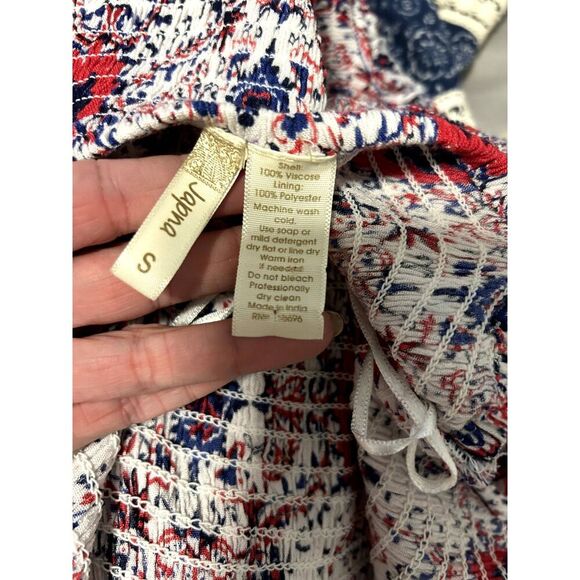 Japna
S
Shell:
100% Viscose
Lining:
100% Polyester
Machine wash
cold.
Use soap or
mild detergent
dry flat or line dry
Warm iron
if needed
Do not bleach
Professionally
dry clean
Made in India